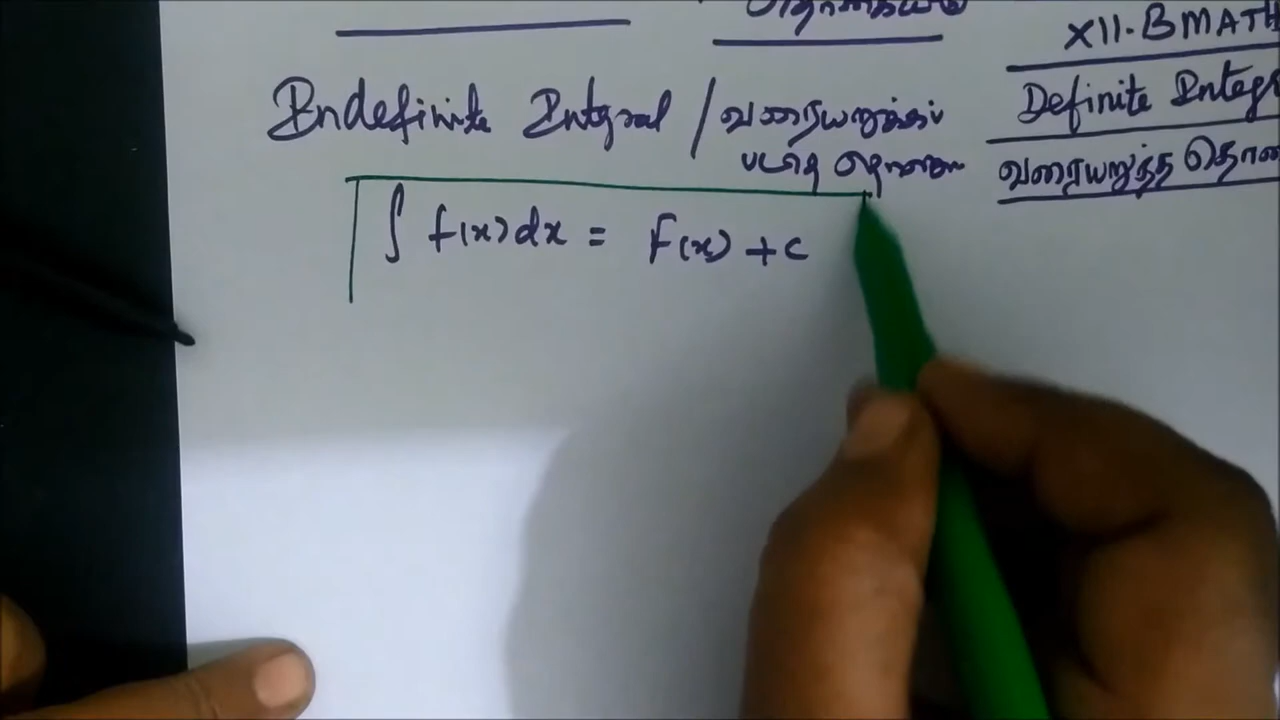 XII-B MATH
Indefinite Integral / வரையறுக்கப்
படாத தொகை
Definite Integ
வரையறுத்த தொ
∫ f(x) dx = F(x) + c